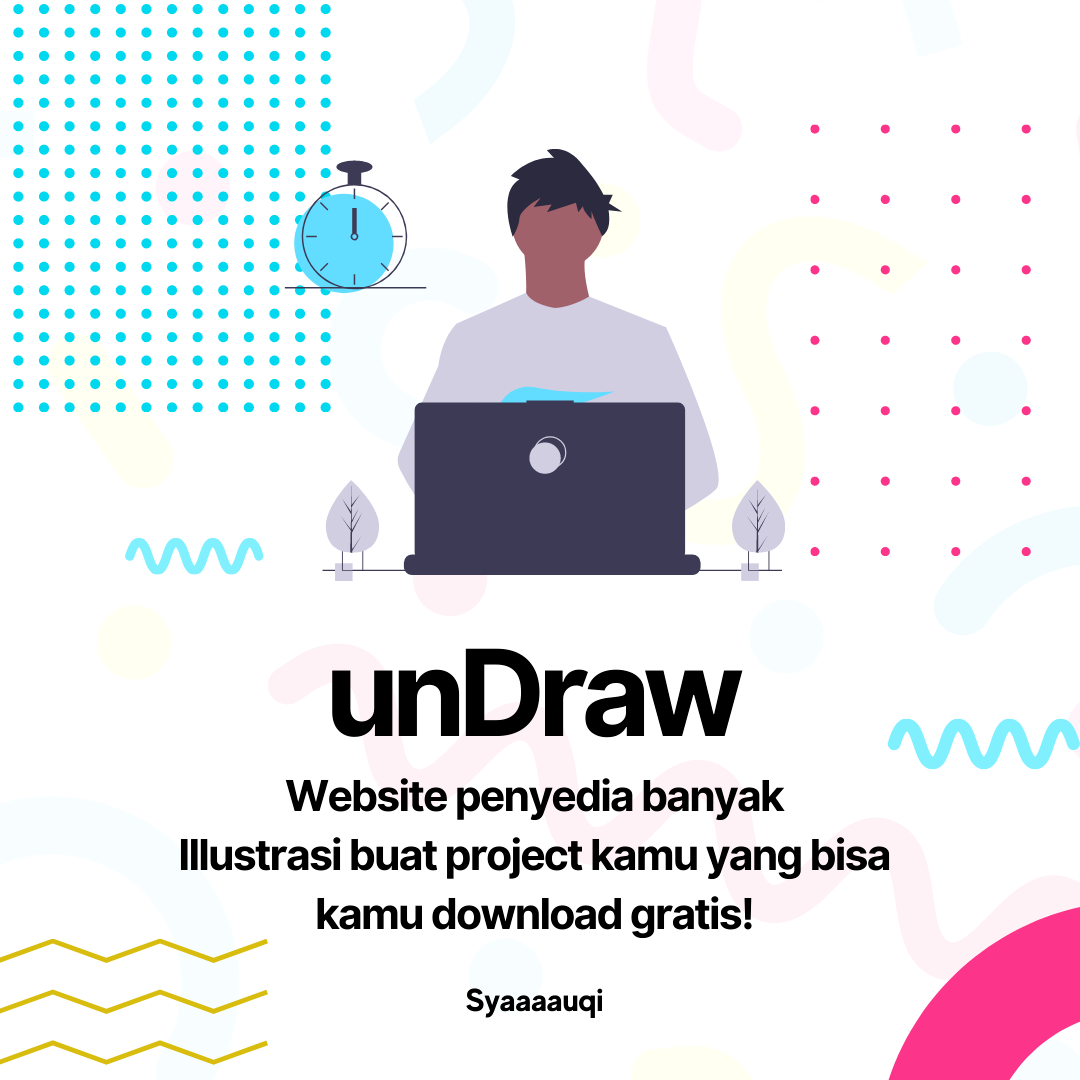 unDraw
Website penyedia banyak
Illustrasi buat project kamu yang bisa
kamu download gratis!
Syaaaauqi